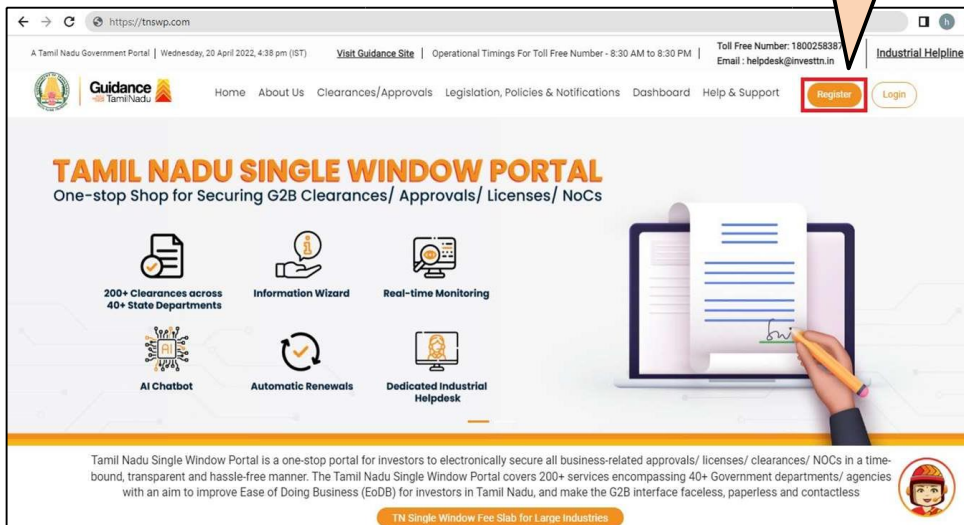 https://tnswp.com
A Tamil Nadu Government Portal | Wednesday, 20 April 2022, 4:38 pm (IST) Visit Guidance Site | Operational Timings For Toll Free Number - 8:30 AM to 8:30 PM | Toll Free Number: 1800258387
Email : helpdesk@investtn.in
Industrial Helpline
Guidance
TamilNadu
Home About Us Clearances/Approvals Legislation, Policies & Notifications Dashboard Help & Support Register Login
TAMIL NADU SINGLE WINDOW PORTAL
One-stop Shop for Securing G2B Clearances/ Approvals/ Licenses/ NoCs
200+ Clearances across
40+ State Departments
Information Wizard
Real-time Monitoring
AI
AI Chatbot
Automatic Renewals
Dedicated Industrial
Helpdesk
Tamil Nadu Single Window Portal is a one-stop portal for investors to electronically secure all business-related approvals/ licenses/ clearances/ NOCs in a time-
bound, transparent and hassle-free manner. The Tamil Nadu Single Window Portal covers 200+ services encompassing 40+ Government departments/ agencies
with an aim to improve Ease of Doing Business (EoDB) for investors in Tamil Nadu, and make the G2B interface faceless, paperless and contactless
TN Single Window Fee Slab for Large Industries